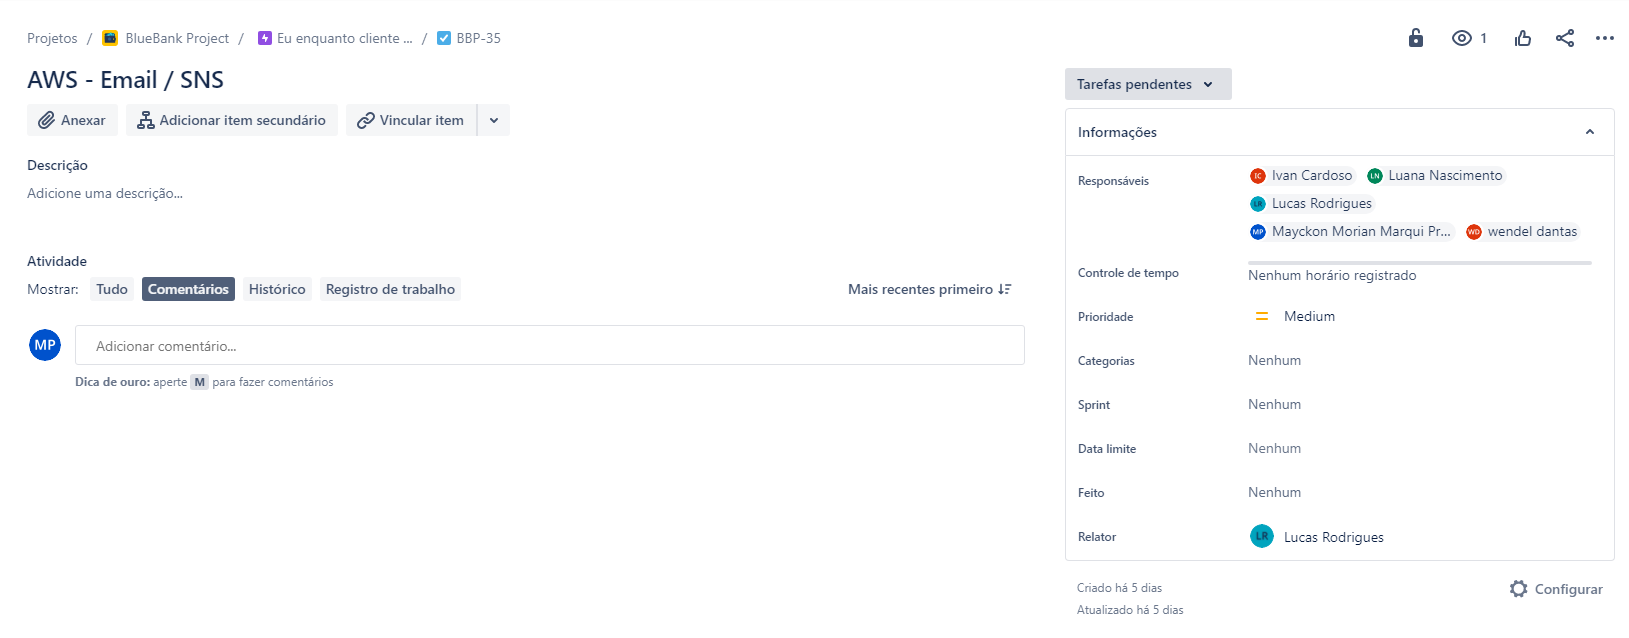 Projetos / BlueBank Project / Eu enquanto cliente ... / BBP-35
1
AWS - Email / SNS
Tarefas pendentes
Anexar Adicionar item secundário Vincular item
Descrição
Adicione uma descrição...
Atividade
Mostrar: Tudo Comentários Histórico Registro de trabalho Mais recentes primeiro
MP Adicionar comentário...
Dica de ouro: aperte M para fazer comentários
Informações
Responsáveis
IC Ivan Cardoso LN Luana Nascimento
LR Lucas Rodrigues
MP Mayckon Morian Marqui Pr... WD wendel dantas
Controle de tempo Nenhum horário registrado
Prioridade Medium
Categorias Nenhum
Sprint Nenhum
Data limite Nenhum
Feito Nenhum
Relator LR Lucas Rodrigues
Criado há 5 dias
Configurar
Atualizado há 5 dias